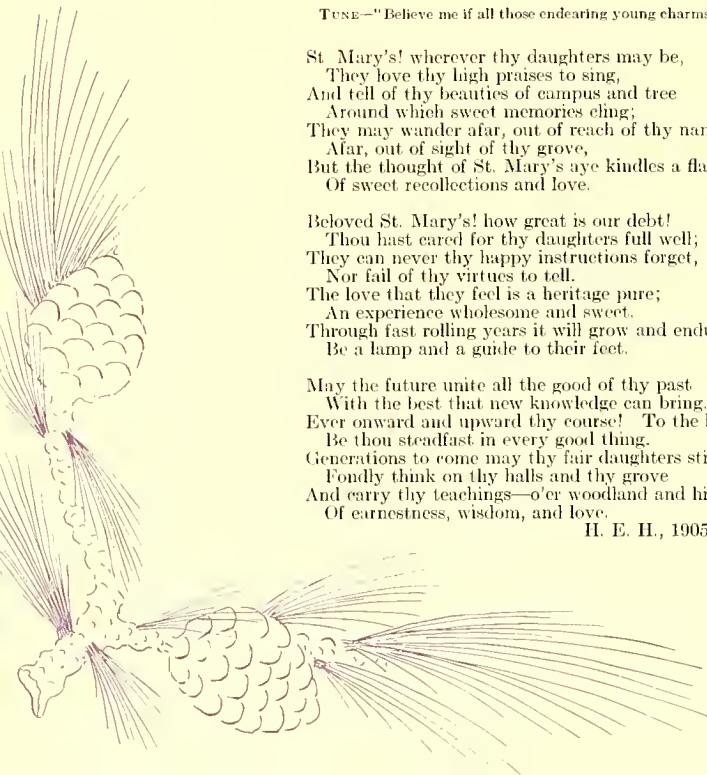 TUNE—"Believe me if all those endearing young charms
St Mary's! wherever thy daughters may be,
They love thy high praises to sing,
And tell of thy beauties of campus and tree
Around which sweet memories cling;
They may wander afar, out of reach of thy
Afar, out of sight of thy grove,
But the thought of St. Mary's aye kindles a
Of sweet recollections and love.
Beloved St. Mary's! how great is our debt!
Thou hast cared for thy daughters full well;
They can never thy happy instructions forget,
Nor fail of thy virtues to tell.
The love that they feel is a heritage pure;
An experience wholesome and sweet.
Through fast rolling years it will grow and
Be a lamp and a guide to their feet.
May the future unite all the good of thy past
With the best that new knowledge can bring.
Ever onward and upward thy course! To the
Be thou steadfast in every good thing.
Generations to come may thy fair daughters
Fondly think on thy halls and thy grove
And carry thy teachings—o'er woodland and
Of earnestness, wisdom, and love.
H. E. H., 1905